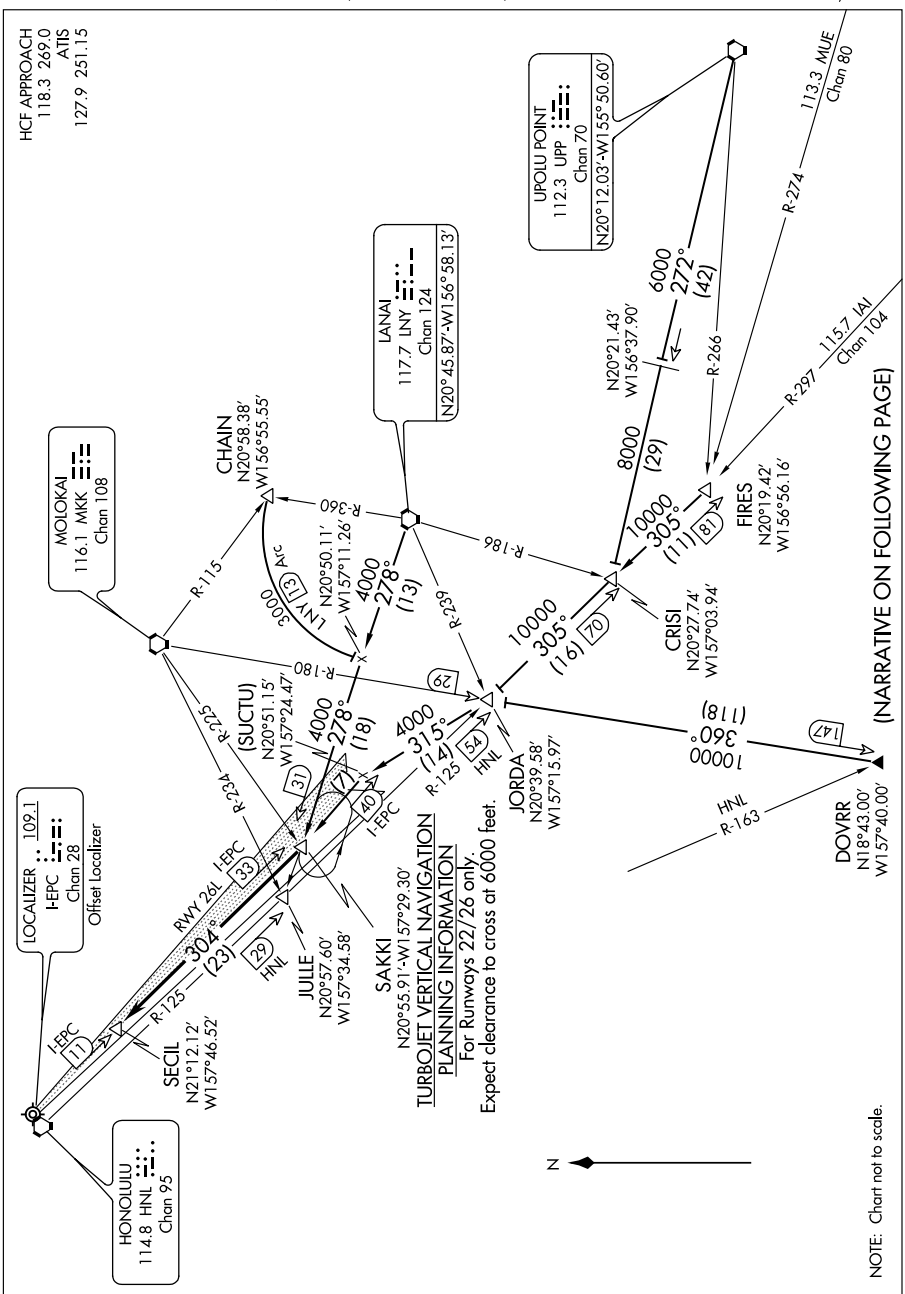 HCF APPROACH
118.3 269.0
ATIS
127.9 251.15
LOCALIZER 109.1
I-EPC
Chan 28
Offset Localizer
HONOLULU
114.8 HNL
Chan 95
MOLOKAI
116.1 MKK
Chan 108
LANAI
117.7 LNY
Chan 124
N20°45.87'-W156°58.13'
UPOLU POINT
112.3 UPP
Chan 70
N20°12.03'-W155°50.60'
CHAIN
N20°58.38'
W156°55.55'
R-115
R-360
3000
LNY 13 Arc
N20°50.11'
W157°11.26'
4000
278°
(13)
(SUCTU)
N20°51.15'
W157°24.47'
4000
278°
(18)
R-225
R-234
R-180
R-239
R-186
I-EPC
11
SECIL
N21°12.12'
W157°46.52'
RWY 26L
304°
(23)
R-125
I-EPC
33
31
29
HNL
JULLE
N20°57.60'
W157°34.58'
SAKKI
N20°55.91'-W157°29.30'
(7)
40
I-EPC
4000
315°
(14)
R-125
54
HNL
29
JORDA
N20°39.58'
W157°15.97'
TURBOJET VERTICAL NAVIGATION
PLANNING INFORMATION
For Runways 22/26 only.
Expect clearance to cross at 6000 feet.
10000
305°
(16)
70
CRISI
N20°27.74'
W157°03.94'
10000
305°
(11)
81
FIRES
N20°19.42'
W156°56.16'
8000
(29)
N20°21.43'
W156°37.90'
6000
272°
(42)
R-266
R-274
113.3 MUE
Chan 80
R-297
115.7 IAI
Chan 104
10000
360°
(118)
147
HNL
R-163
DOVRR
N18°43.00'
W157°40.00'
N
NOTE: Chart not to scale.
(NARRATIVE ON FOLLOWING PAGE)